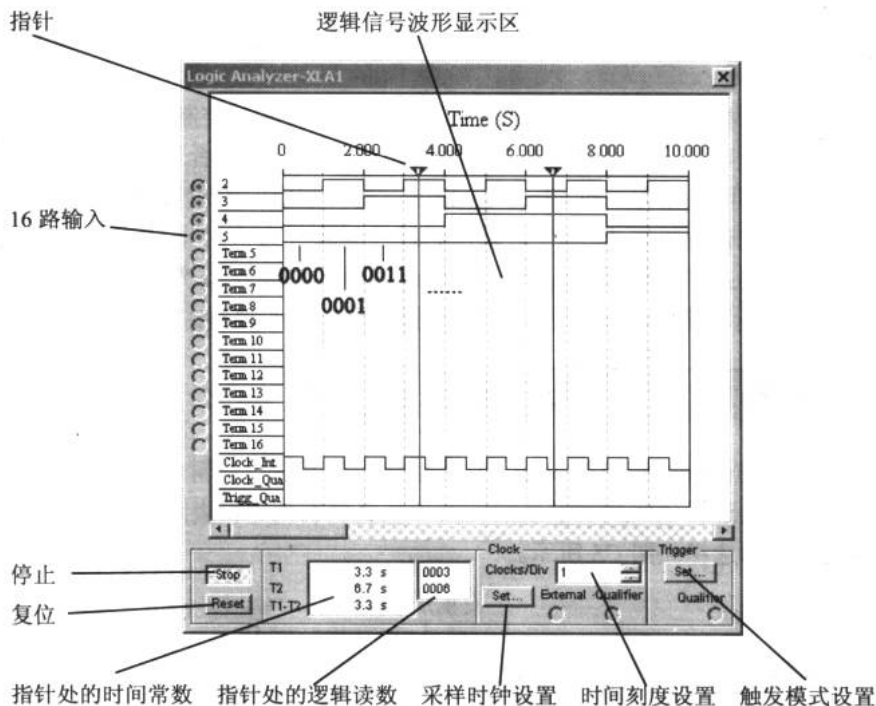 指针
逻辑信号波形显示区
Logic Analyzer-XLA1
Time (S)
0 2.000 4.000 6.000 8.000 10.000
2
3
16 路输入
4
5
Term 5
Term 6
0000 0011
Term 7
Term 8
0001
Term 9
Term 10
Term 11
Term 12
Term 13
Term 14
Term 15
Term 16
Clock_Int
Clock_Qua
Trigg_Qua
停止
Stop
复位
Reset
T1 3.3 s 0003
T2 6.7 s 0006
T1-T2 3.3 s
Clock
Clocks/Div 1
Set... External Qualifier
Trigger
Set...
Qualifier
指针处的时间常数 指针处的逻辑读数 采样时钟设置 时间刻度设置 触发模式设置